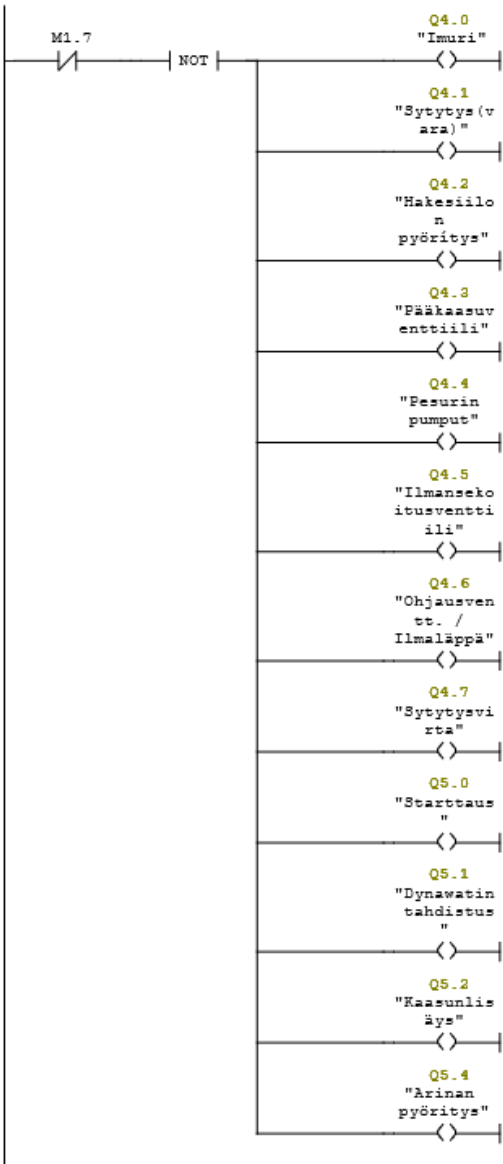 Q4.0
"Imuri"
M1.7
NOT
Q4.1
"Sytytys(v
ara)"
Q4.2
"Hakesiilo
n
pyöritys"
Q4.3
"Pääkaasuv
enttiili"
Q4.4
"Pesurin
pumput"
Q4.5
"Ilmanseko
itusventti
ili"
Q4.6
"Ohjausven
tt. /
Ilmaläppä"
Q4.7
"Sytytysvi
rta"
Q5.0
"Starttaus
"
Q5.1
"Dynawatin
tahdistus
"
Q5.2
"Kaasunlis
äys"
Q5.4
"Arinan
pyöritys"